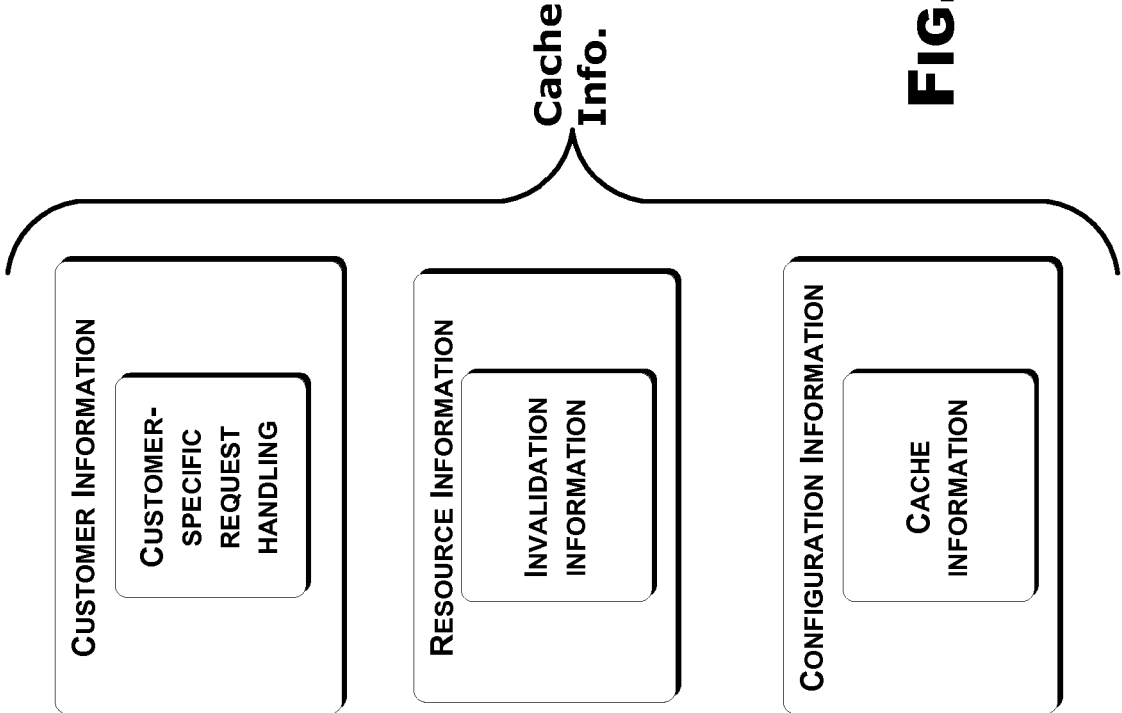 CUSTOMER INFORMATION
CUSTOMER-
SPECIFIC
REQUEST
HANDLING
RESOURCE INFORMATION
INVALIDATION
INFORMATION
CONFIGURATION INFORMATION
CACHE
INFORMATION
Cache
Info.
FIG.